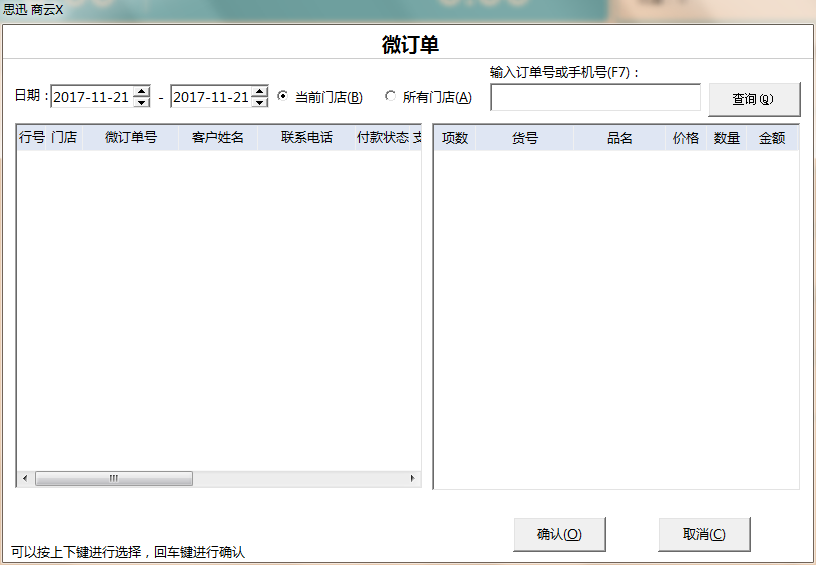 思迅 商云X
微订单
输入订单号或手机号(F7)：
日期：2017-11-21 - 2017-11-21 当前门店(B) 所有门店(A) 查询(Q)
行号 门店 微订单号 客户姓名 联系电话 付款状态 支
项数 货号 品名 价格 数量 金额
确认(O) 取消(C)
可以按上下键进行选择，回车键进行确认